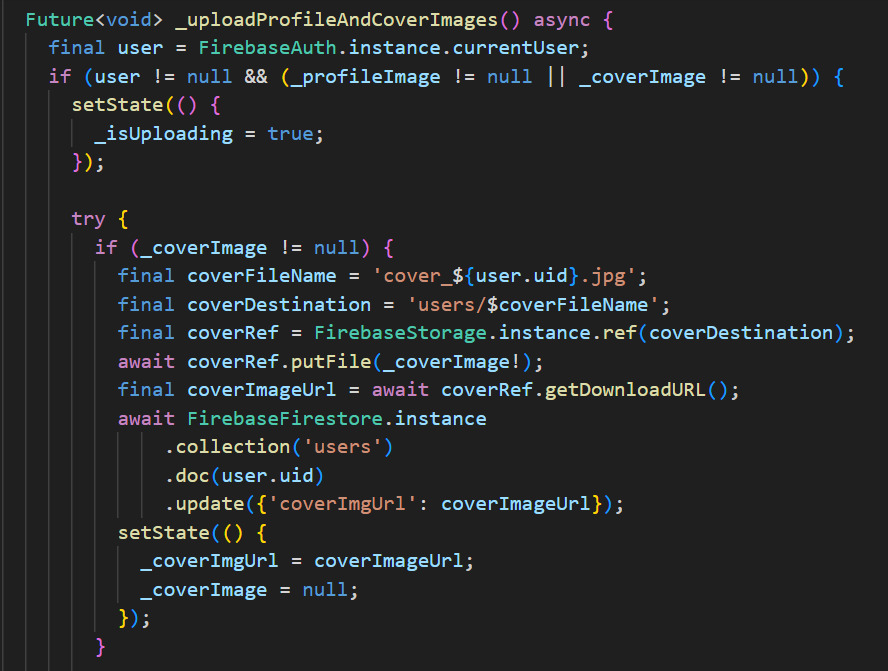 Future<void> _uploadProfileAndCoverImages() async {
final user = FirebaseAuth.instance.currentUser;
if (user != null && (_profileImage != null || _coverImage != null)) {
setState(() {
_isUploading = true;
});
try {
if (_coverImage != null) {
final coverFileName = 'cover_${user.uid}.jpg';
final coverDestination = 'users/$coverFileName';
final coverRef = FirebaseStorage.instance.ref(coverDestination);
await coverRef.putFile(_coverImage!);
final coverImageUrl = await coverRef.getDownloadURL();
await FirebaseFirestore.instance
.collection('users')
.doc(user.uid)
.update({'coverImgUrl': coverImageUrl});
setState(() {
_coverImgUrl = coverImageUrl;
_coverImage = null;
});
}